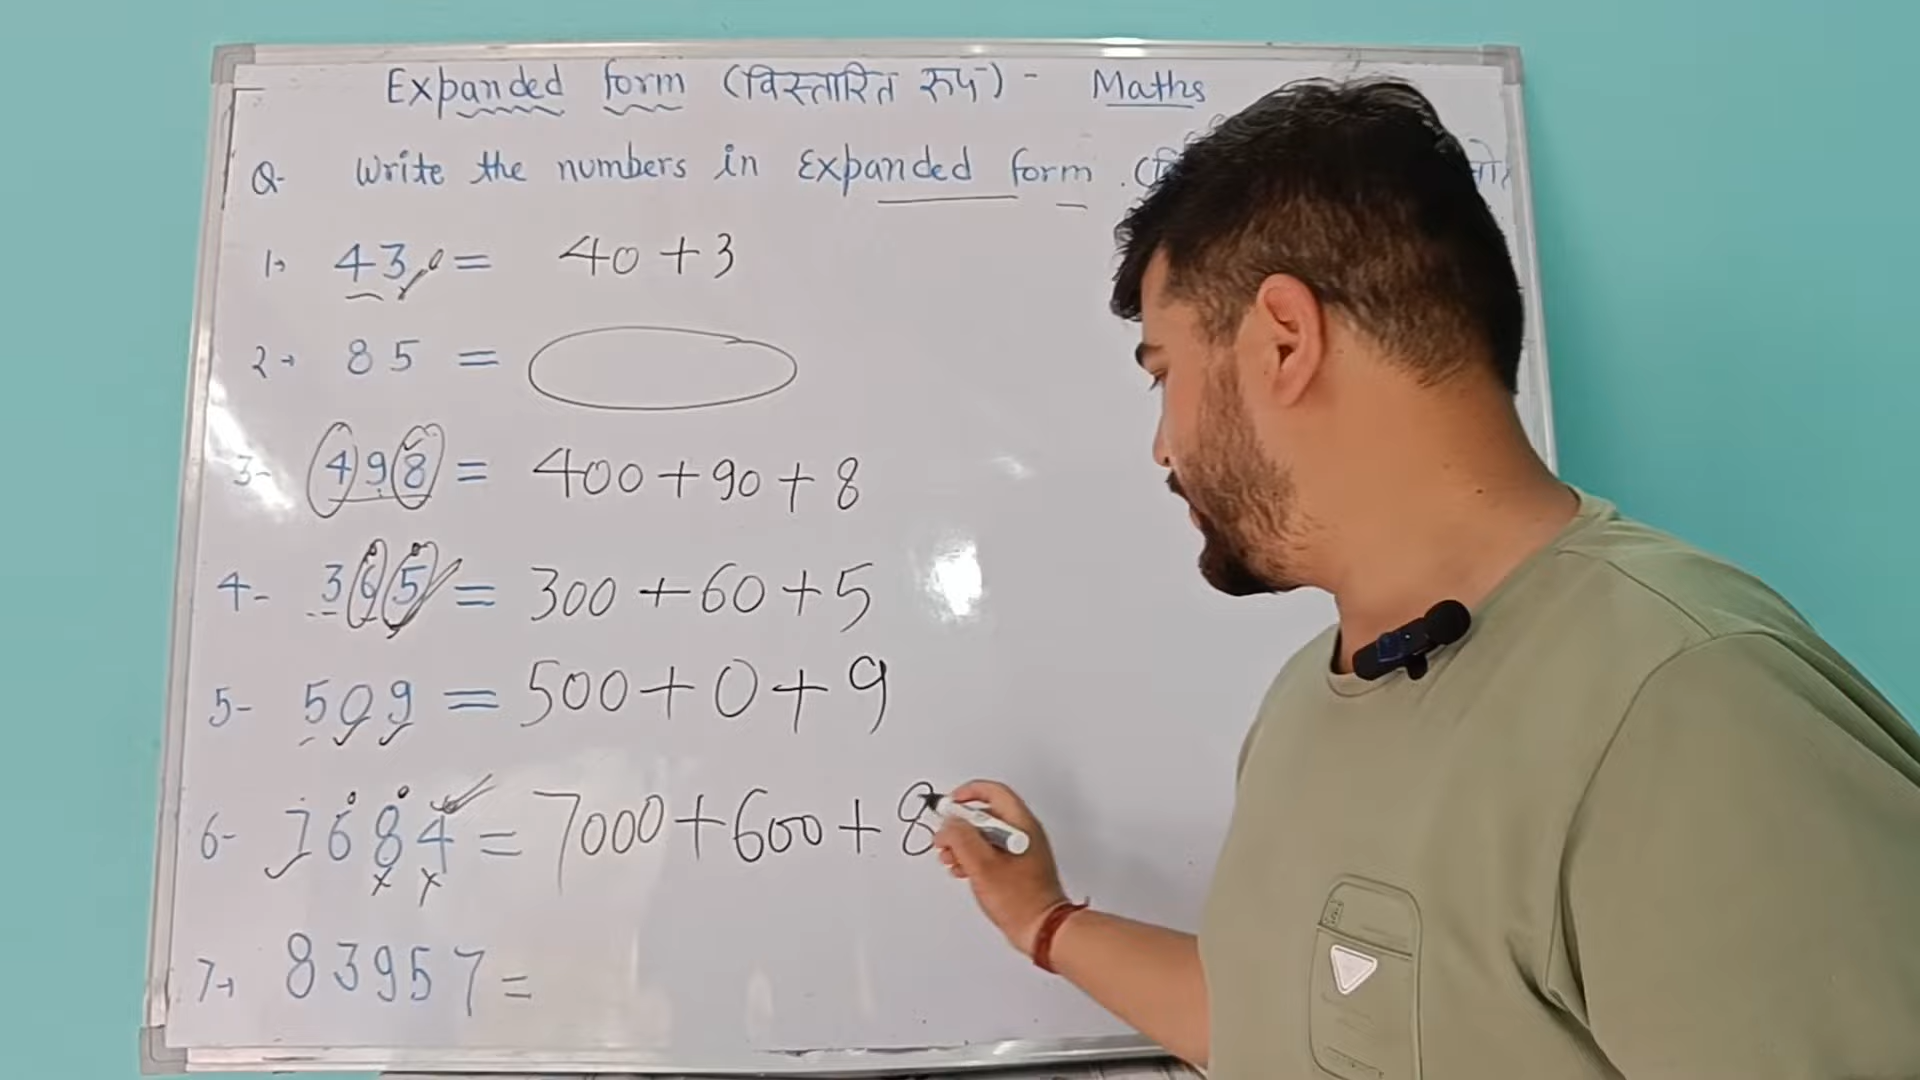 Expanded form (विस्तारित रुप) - Maths
Q- Write the numbers in Expanded form . (
1→ 43 = 40 + 3
2→ 85 =
3- 498 = 400 + 90 + 8
4- 365 = 300 + 60 + 5
5- 509 = 500 + 0 + 9
6- 7684 = 7000 + 600 + 8
7→ 83957 =